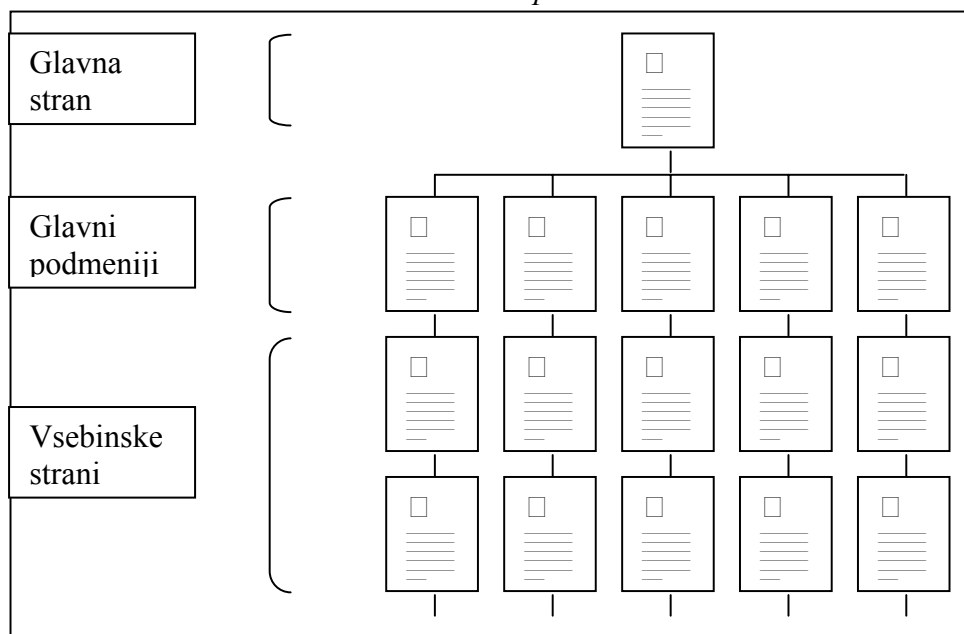 Glavna
stran
Glavni
podmeniji
Vsebinske
strani